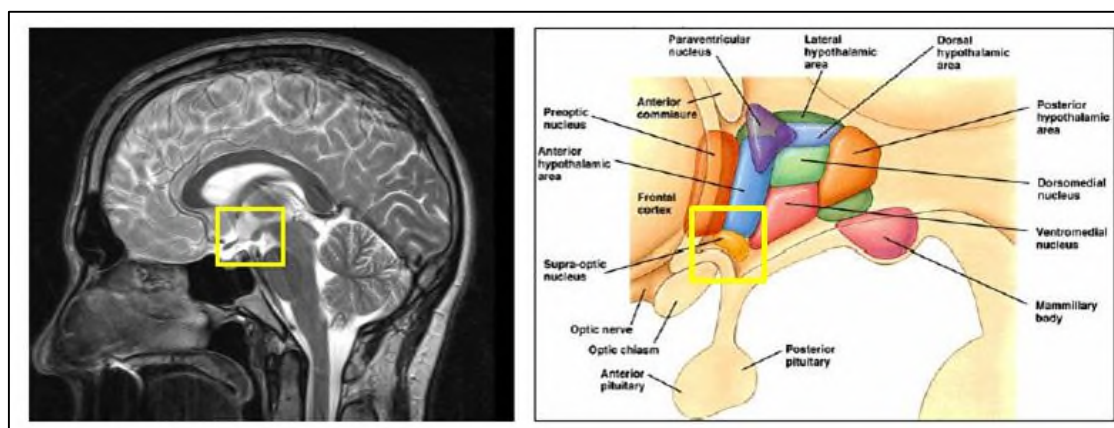 Paraventricular
nucleus
Lateral
hypothalamic
area
Dorsal
hypothalamic
area
Anterior
commisure
Preoptic
nucleus
Posterior
hypothalamic
area
Anterior
hypothalamic
area
Frontal
cortex
Dorsomedial
nucleus
Ventromedial
nucleus
Supra-optic
nucleus
Mammillary
body
Optic nerve
Optic chiasm
Posterior
pituitary
Anterior
pituitary